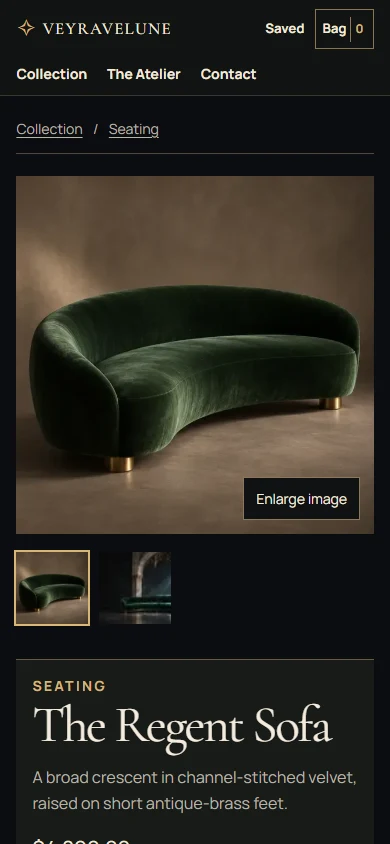 VEYRAVELUNE
Saved
Bag 0
Collection The Atelier Contact
Collection / Seating
Enlarge image
SEATING
The Regent Sofa
A broad crescent in channel-stitched velvet,
raised on short antique-brass feet.